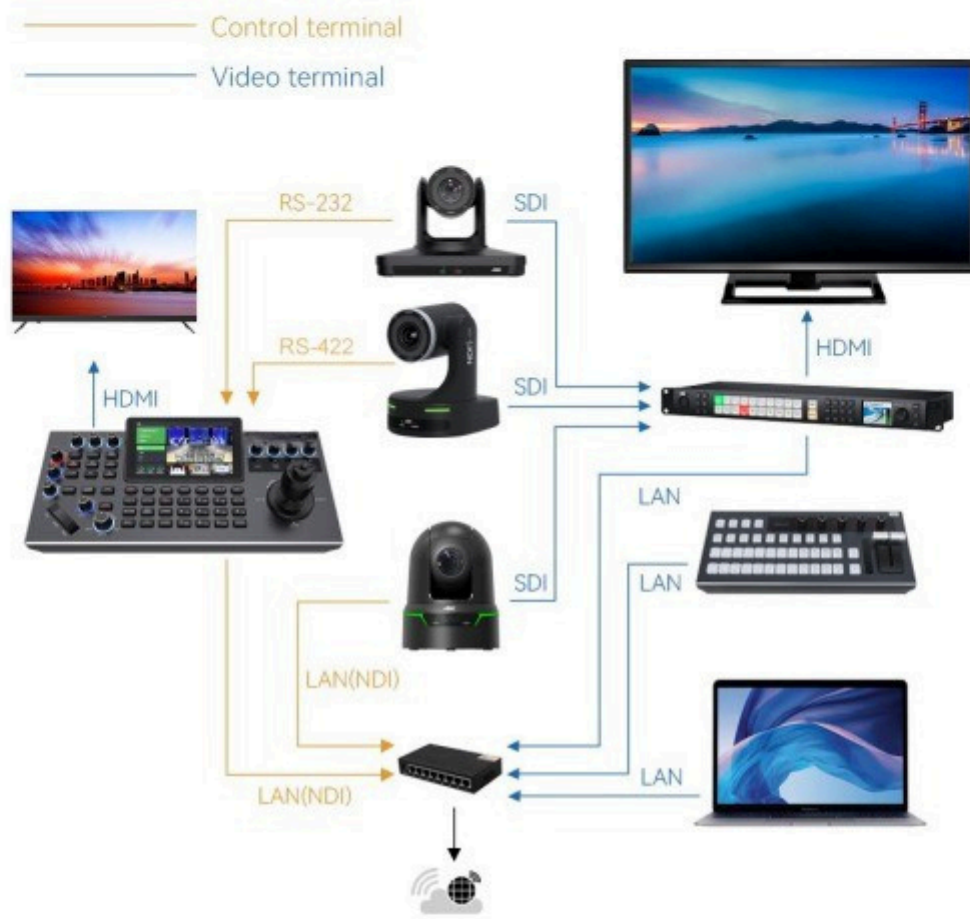 Control terminal
Video terminal
RS-232
SDI
RS-422
SDI
HDMI
HDMI
LAN
SDI
LAN
LAN(NDI)
LAN
LAN(NDI)